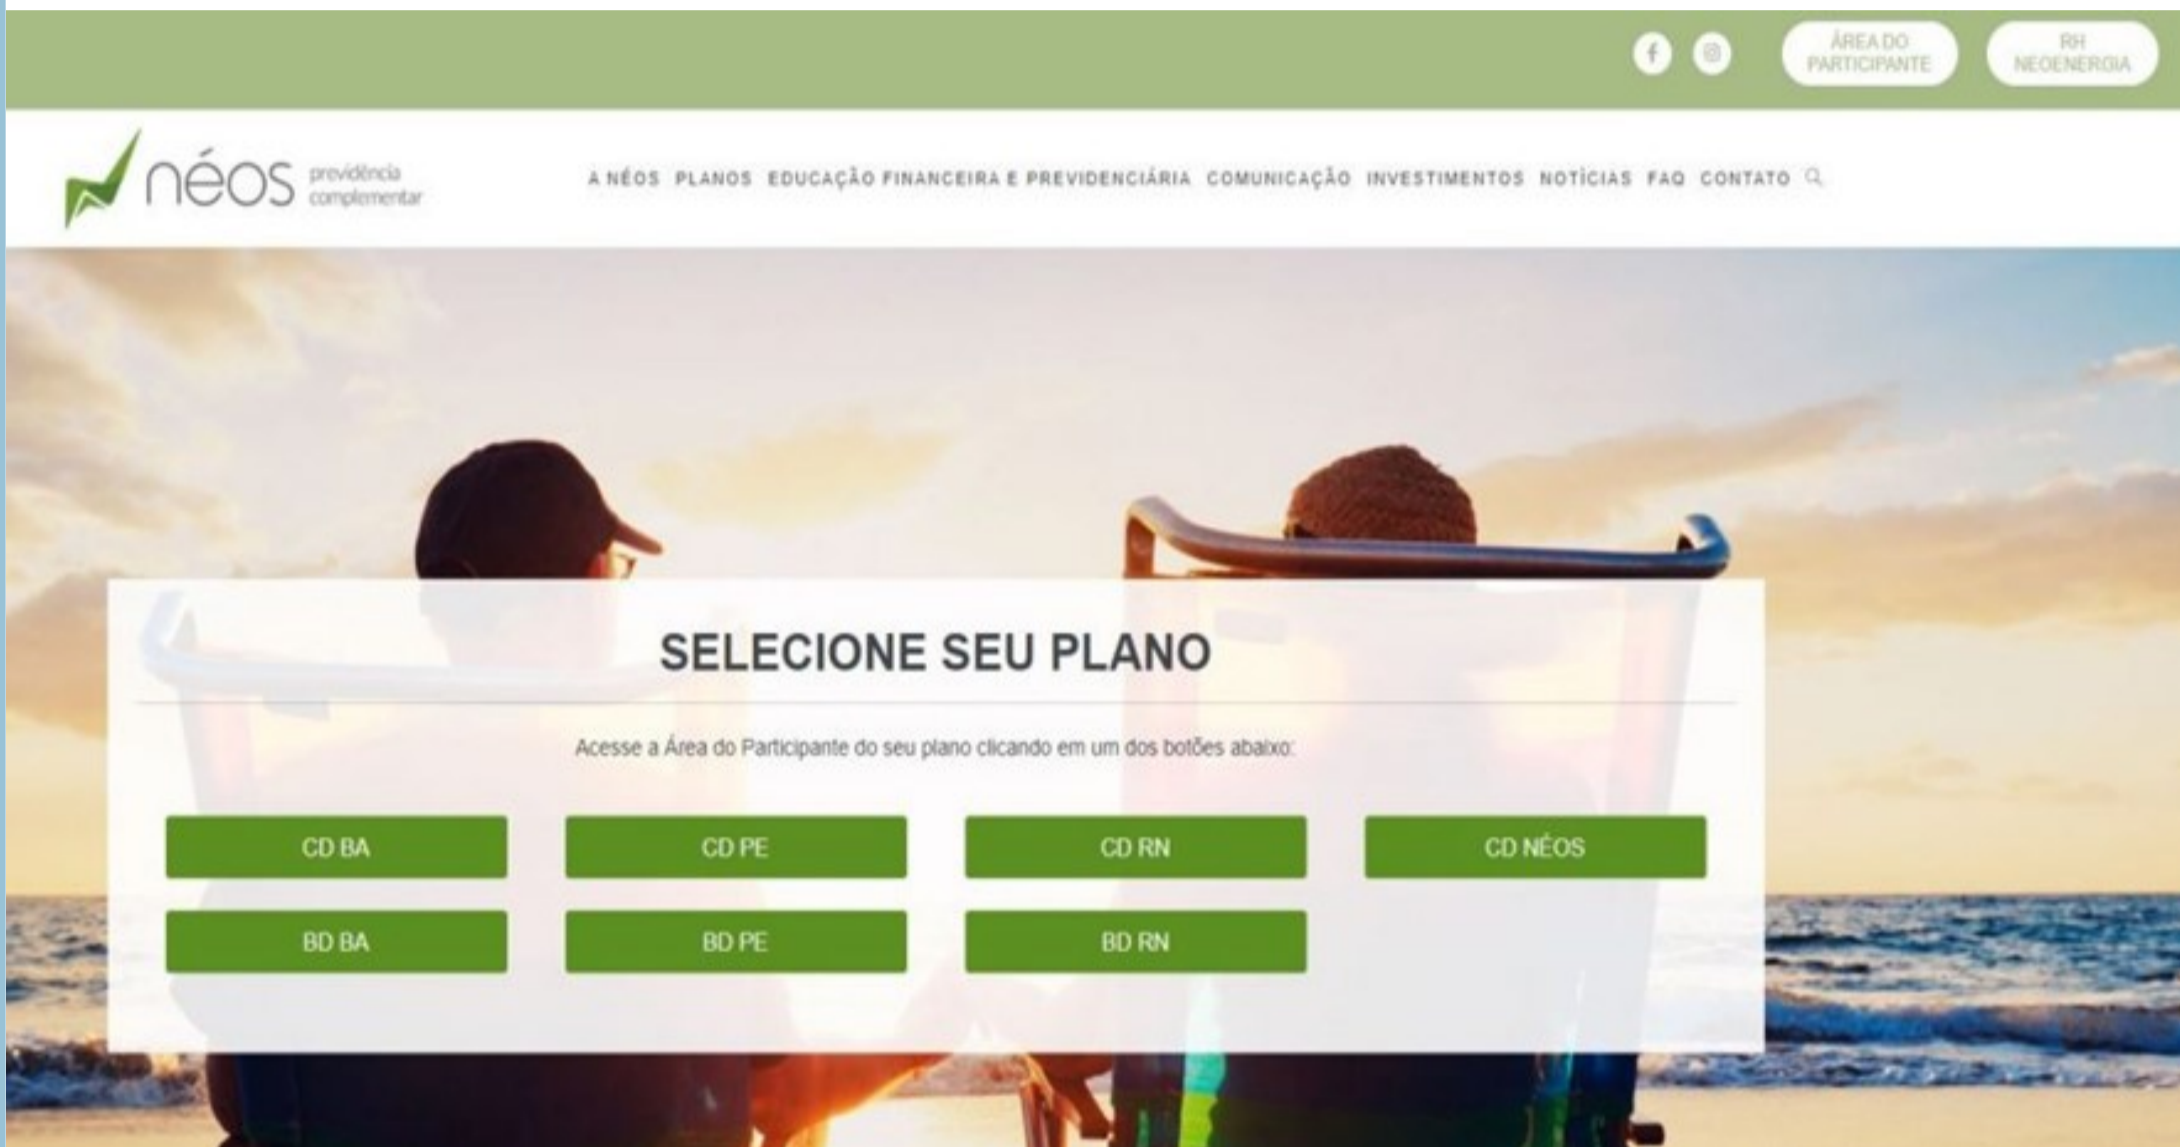 ÁREA DO
PARTICIPANTE
RH
NEOENERGIA
néos previdência
complementar
A NÉOS PLANOS EDUCAÇÃO FINANCEIRA E PREVIDENCIÁRIA COMUNICAÇÃO INVESTIMENTOS NOTÍCIAS FAQ CONTATO
SELECIONE SEU PLANO
Acesse a Área do Participante do seu plano clicando em um dos botões abaixo:
CD BA CD PE CD RN CD NÉOS
BD BA BD PE BD RN